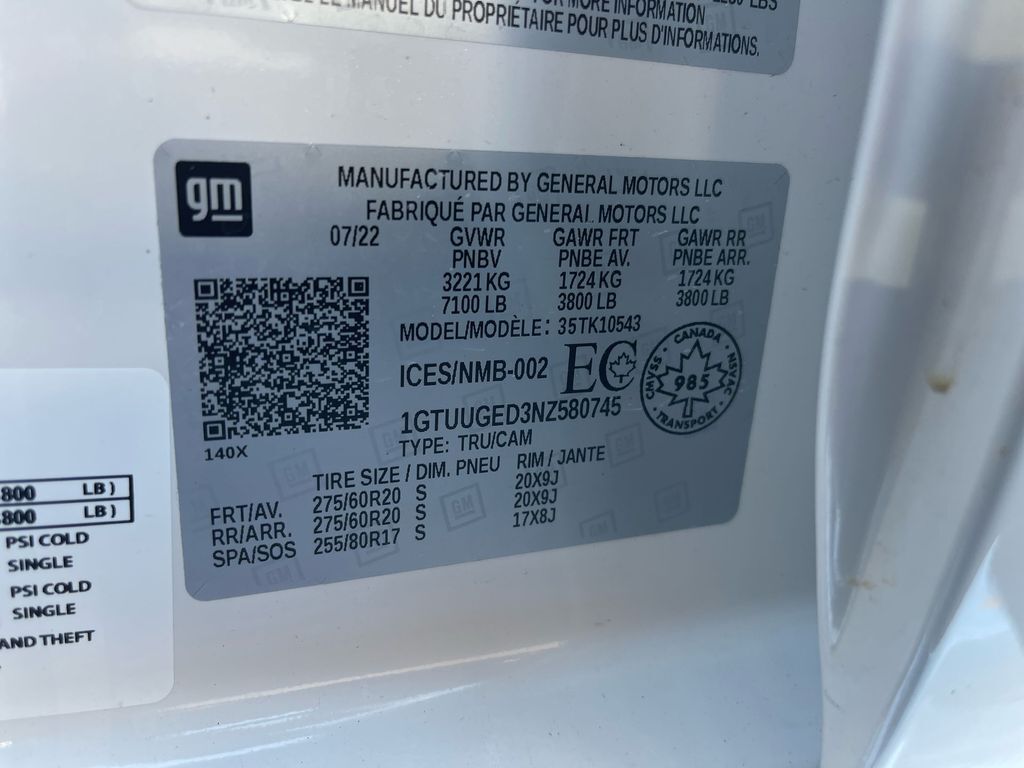 FOR MORE INFORMATION
LE MANUEL DU PROPRIÉTAIRE POUR PLUS D'INFORMATIONS.
gm
MANUFACTURED BY GENERAL MOTORS LLC
FABRIQUÉ PAR GENERAL MOTORS LLC
07/22 GVWR GAWR FRT GAWR RR
PNBV PNBE AV. PNBE ARR.
3221 KG 1724 KG 1724 KG
7100 LB 3800 LB 3800 LB
MODEL/MODÈLE: 35TK10543
ICES/NMB-002 EC
CANADA
CMVSS 985 NSVAC
TRANSPORT
1GTUUGED3NZ580745
TYPE: TRU/CAM
140X
TIRE SIZE / DIM. PNEU RIM / JANTE
FRT/AV. 275/60R20 S 20X9J
RR/ARR. 275/60R20 S 20X9J
SPA/SOS 255/80R17 S 17X8J
800 LB)
800 LB)
PSI COLD
SINGLE
PSI COLD
SINGLE
AND THEFT